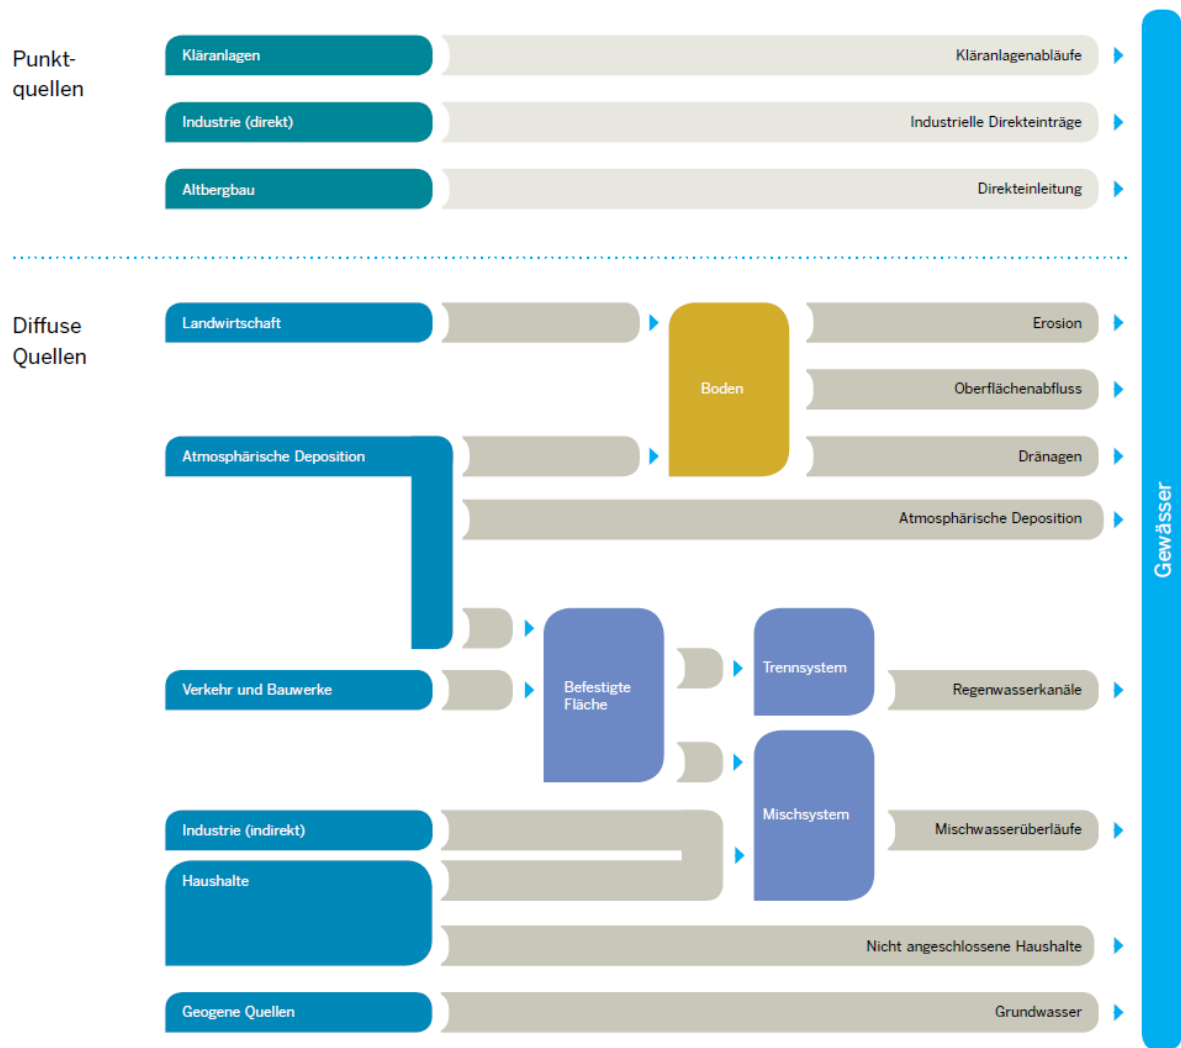 Punkt-
quellen
Kläranlagen
Kläranlagenabläufe
Industrie (direkt)
Industrielle Direkteinträge
Altbergbau
Direkteinleitung
Diffuse
Quellen
Landwirtschaft
Boden
Erosion
Oberflächenabfluss
Atmosphärische Deposition
Dränagen
Atmosphärische Deposition
Gewässer
Befestigte
Fläche
Trennsystem
Verkehr und Bauwerke
Regenwasserkanäle
Mischsystem
Industrie (indirekt)
Mischwasserüberläufe
Haushalte
Nicht angeschlossene Haushalte
Geogene Quellen
Grundwasser